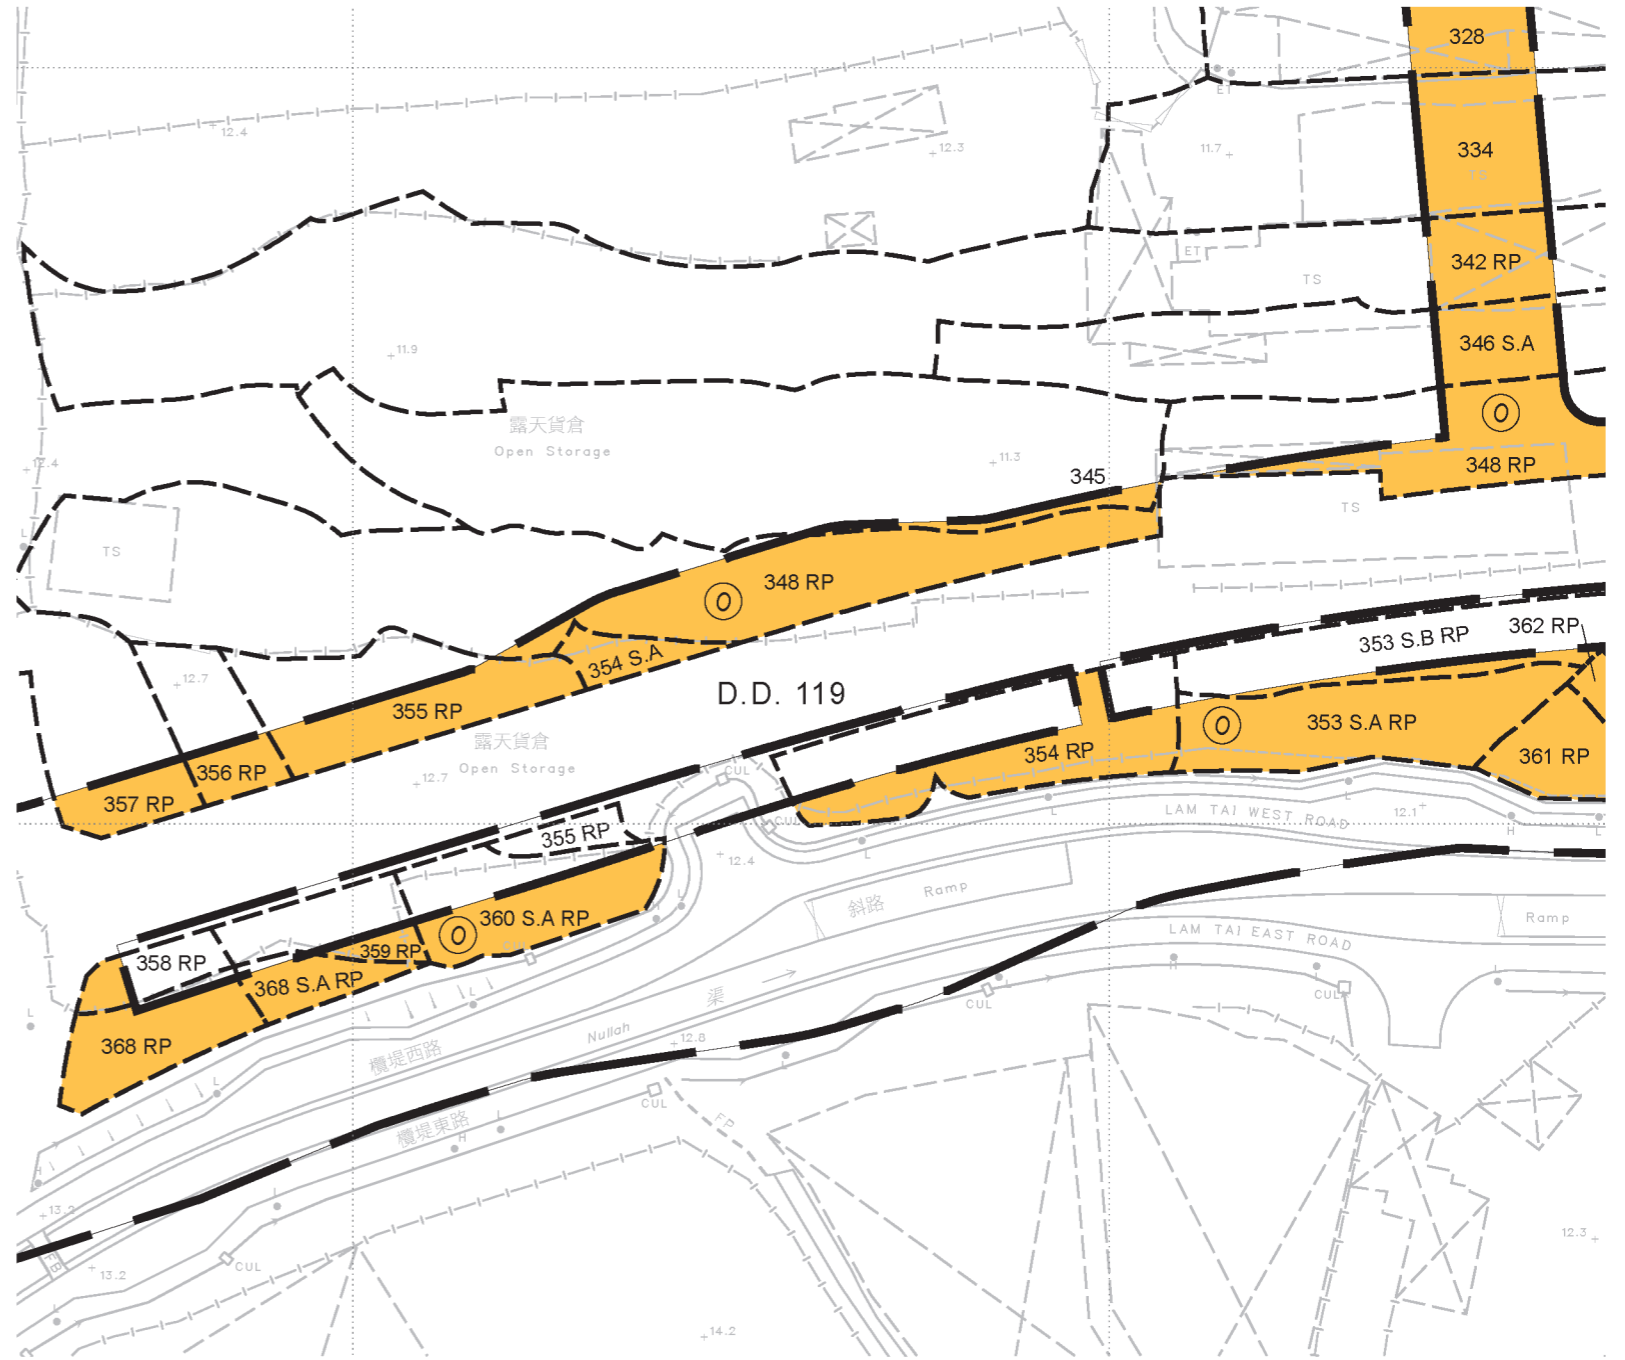 328
ET
12.4
12.3
11.7
334
TS
ET
342 RP
TS
11.9
346 S.A
露天貨倉
Open Storage
O
12.4
11.3
345
348 RP
L
TS
TS
348 RP
O
353 S.B RP
362 RP
354 S.A
12.7
D.D. 119
355 RP
353 S.A RP
O
露天貨倉
Open Storage
354 RP
361 RP
356 RP
12.7
CUL
357 RP
LAM TAI WEST ROAD
12.1
L
L
H
L
CUL
355 RP
L
12.4
斜路
Ramp
L
L
360 S.A RP
O
Ramp
LAM TAI EAST ROAD
359 RP
CUL
358 RP
H
L
L
368 S.A RP
L
渠
L
CUL
CUL
L
Nullah
12.8
368 RP
欖堤西路
L
L
CUL
FP
欖堤東路
L
H
H
L
13.2
12.3
FB
CUL
13.2
L
14.2